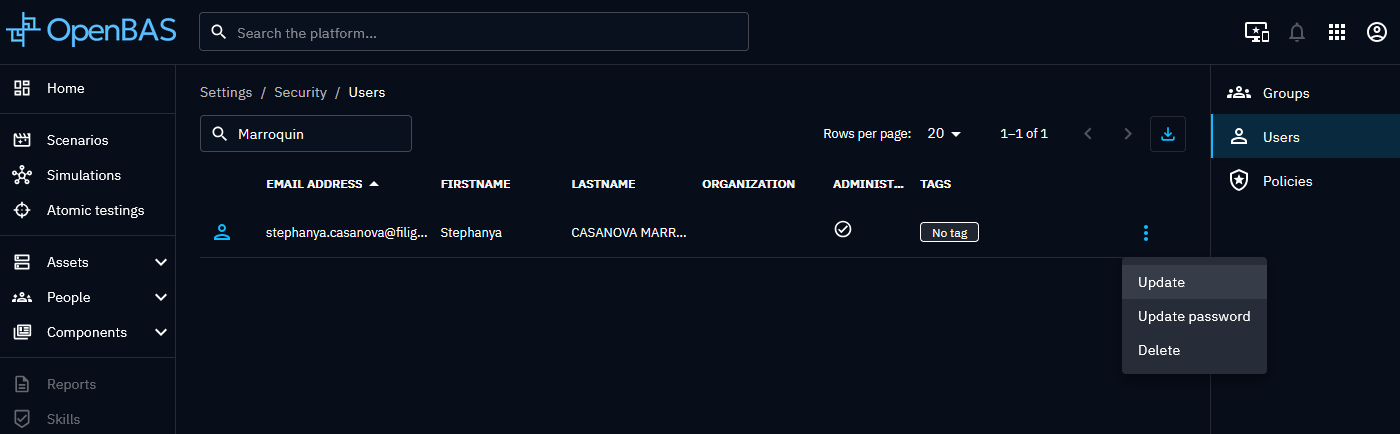 OpenBAS
Search the platform...
Home
Scenarios
Simulations
Atomic testings
Assets
People
Components
Reports
Skills
Settings / Security / Users
Marroquin
Rows per page: 20
1–1 of 1
EMAIL ADDRESS FIRSTNAME LASTNAME ORGANIZATION ADMINIST... TAGS
stephanya.casanova@filig... Stephanya CASANOVA MARR... No tag
Update
Update password
Delete
Groups
Users
Policies